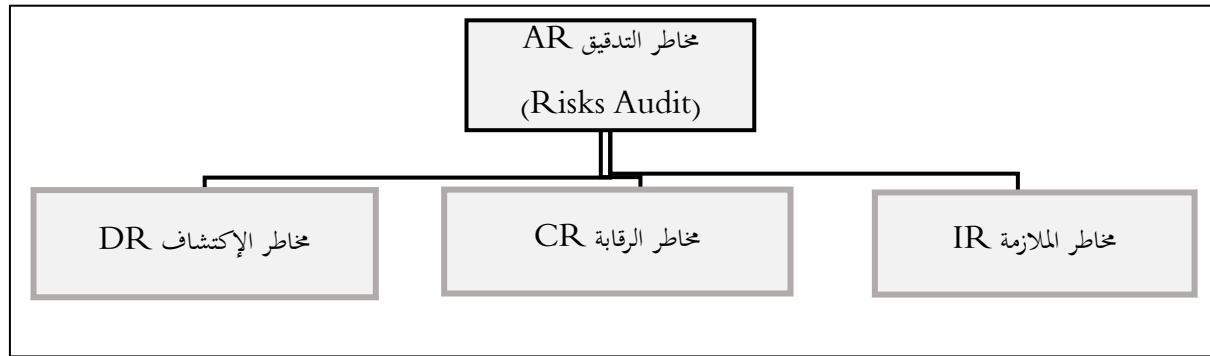 مخاطر التدقيق AR
(Risks Audit)
مخاطر الملازمة IR
مخاطر الرقابة CR
مخاطر الإكتشاف DR